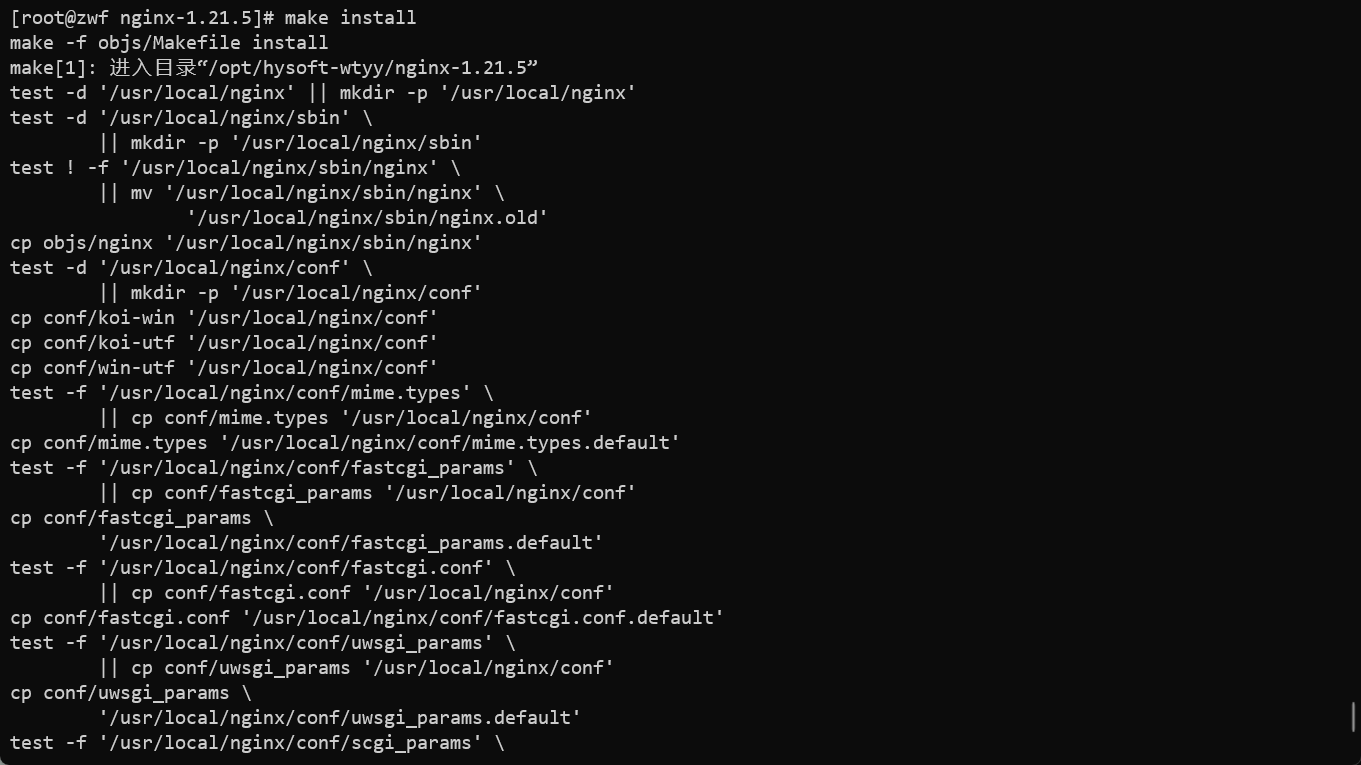 [root@zwf nginx-1.21.5]# make install
make -f objs/Makefile install
make[1]: 进入目录“/opt/hysoft-wtyy/nginx-1.21.5”
test -d '/usr/local/nginx' || mkdir -p '/usr/local/nginx'
test -d '/usr/local/nginx/sbin' \
        || mkdir -p '/usr/local/nginx/sbin'
test ! -f '/usr/local/nginx/sbin/nginx' \
        || mv '/usr/local/nginx/sbin/nginx' \
                '/usr/local/nginx/sbin/nginx.old'
cp objs/nginx '/usr/local/nginx/sbin/nginx'
test -d '/usr/local/nginx/conf' \
        || mkdir -p '/usr/local/nginx/conf'
cp conf/koi-win '/usr/local/nginx/conf'
cp conf/koi-utf '/usr/local/nginx/conf'
cp conf/win-utf '/usr/local/nginx/conf'
test -f '/usr/local/nginx/conf/mime.types' \
        || cp conf/mime.types '/usr/local/nginx/conf'
cp conf/mime.types '/usr/local/nginx/conf/mime.types.default'
test -f '/usr/local/nginx/conf/fastcgi_params' \
        || cp conf/fastcgi_params '/usr/local/nginx/conf'
cp conf/fastcgi_params \
        '/usr/local/nginx/conf/fastcgi_params.default'
test -f '/usr/local/nginx/conf/fastcgi.conf' \
        || cp conf/fastcgi.conf '/usr/local/nginx/conf'
cp conf/fastcgi.conf '/usr/local/nginx/conf/fastcgi.conf.default'
test -f '/usr/local/nginx/conf/uwsgi_params' \
        || cp conf/uwsgi_params '/usr/local/nginx/conf'
cp conf/uwsgi_params \
        '/usr/local/nginx/conf/uwsgi_params.default'
test -f '/usr/local/nginx/conf/scgi_params' \